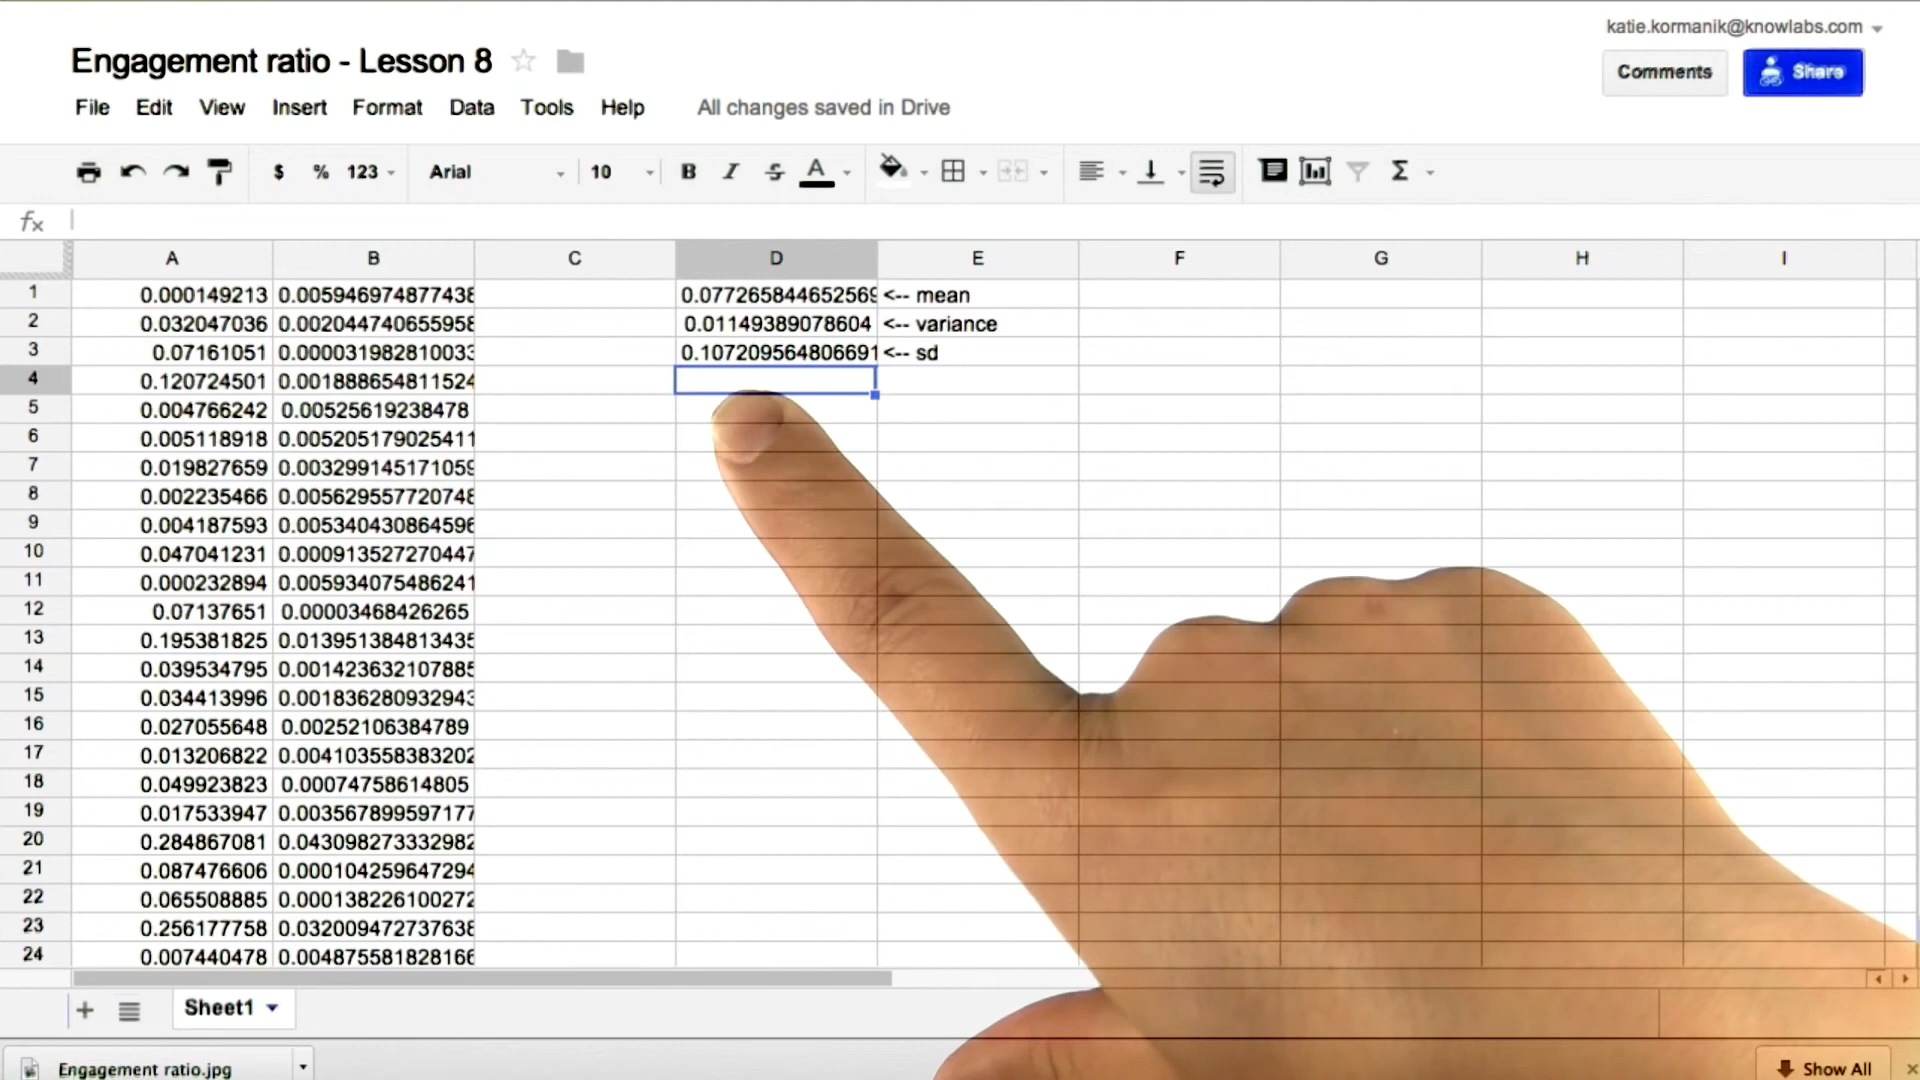 katie.kormanik@knowlabs.com
Engagement ratio - Lesson 8
Comments
Share
File Edit View Insert Format Data Tools Help All changes saved in Drive
$ % 123 Arial 10 B I S A Σ
fx
A B C D E F G H I
1 0.000149213 0.005946974877438 0.077265844652569 <-- mean
2 0.032047036 0.002044740655958 0.01149389078604 <-- variance
3 0.07161051 0.000031982810033 0.107209564806691 <-- sd
4 0.120724501 0.001888654811524
5 0.004766242 0.00525619238478
6 0.005118918 0.005205179025411
7 0.019827659 0.003299145171059
8 0.002235466 0.005629557720748
9 0.004187593 0.005340430864596
10 0.047041231 0.000913527270447
11 0.000232894 0.005934075486241
12 0.07137651 0.00003468426265
13 0.195381825 0.013951384813435
14 0.039534795 0.001423632107885
15 0.034413996 0.001836280932943
16 0.027055648 0.00252106384789
17 0.013206822 0.004103558383202
18 0.049923823 0.00074758614805
19 0.017533947 0.003567899597177
20 0.284867081 0.043098273332982
21 0.087476606 0.000104259647294
22 0.065508885 0.000138226100272
23 0.256177758 0.032009472737638
24 0.007440478 0.004875581828166
Sheet1
Engagement ratio.jpg
Show All